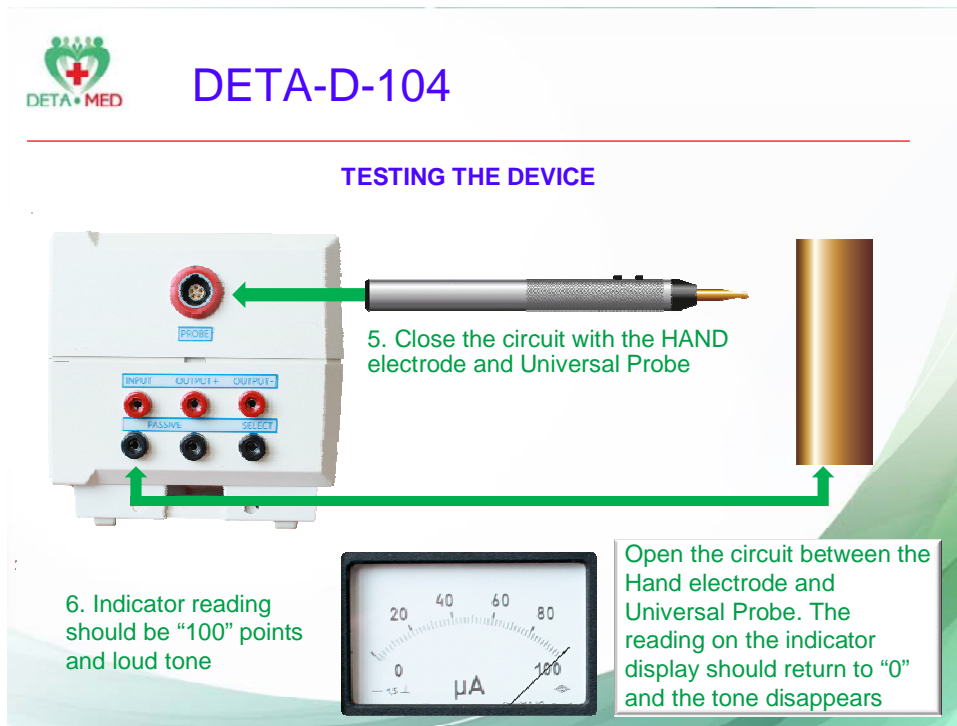 DETA MED
DETA-D-104
TESTING THE DEVICE
PROBE
5. Close the circuit with the HAND
electrode and Universal Probe
INPUT OUTPUT+ OUTPUT-
PASSIVE SELECT
6. Indicator reading
should be “100” points
and loud tone
20 40 60 80
0 100
1,5
µA
Open the circuit between the
Hand electrode and
Universal Probe. The
reading on the indicator
display should return to “0”
and the tone disappears